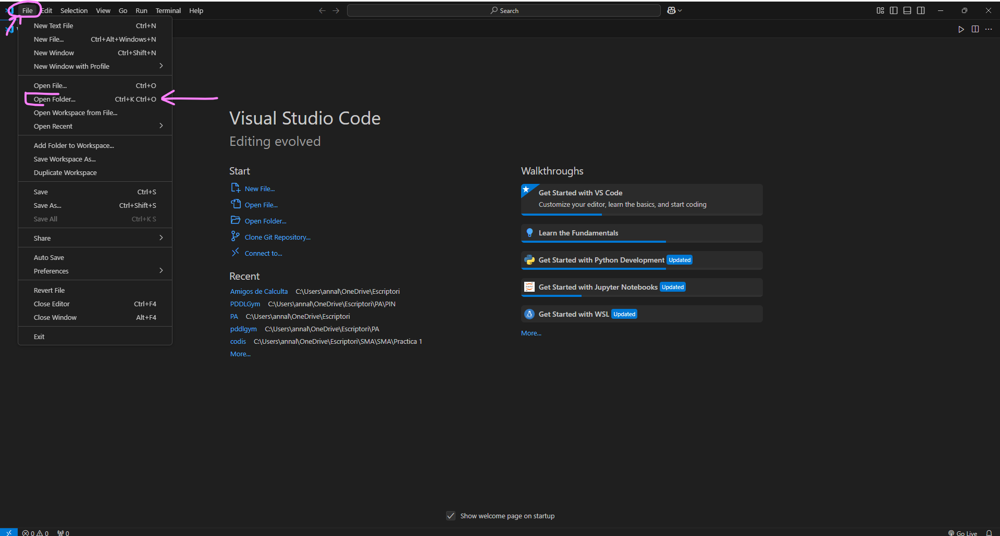 File Edit Selection View Go Run Terminal Help Search
New Text File Ctrl+N
New File... Ctrl+Alt+Windows+N
New Window Ctrl+Shift+N
New Window with Profile
Open File... Ctrl+O
Open Folder... Ctrl+K Ctrl+O
Open Workspace from File...
Open Recent
Add Folder to Workspace...
Save Workspace As...
Duplicate Workspace
Save Ctrl+S
Save As... Ctrl+Shift+S
Save All Ctrl+K S
Share
Auto Save
Preferences
Revert File
Close Editor Ctrl+F4
Close Window Alt+F4
Exit
Visual Studio Code
Editing evolved
Start
New File...
Open File...
Open Folder...
Clone Git Repository...
Connect to...
Recent
Amigos de Calculta C:\Users\annal\OneDrive\Escriptori
PDDLGym C:\Users\annal\OneDrive\Escriptori\PA\PIN
PA C:\Users\annal\OneDrive\Escriptori
pddlgym C:\Users\annal\OneDrive\Escriptori\PA
codis C:\Users\annal\OneDrive\Escriptori\SMA\SMA\Practica 1
More...
Walkthroughs
Get Started with VS Code
Customize your editor, learn the basics, and start coding
Learn the Fundamentals
Get Started with Python Development Updated
Get Started with Jupyter Notebooks Updated
Get Started with WSL Updated
More...
Show welcome page on startup
0 0 0 Go Live